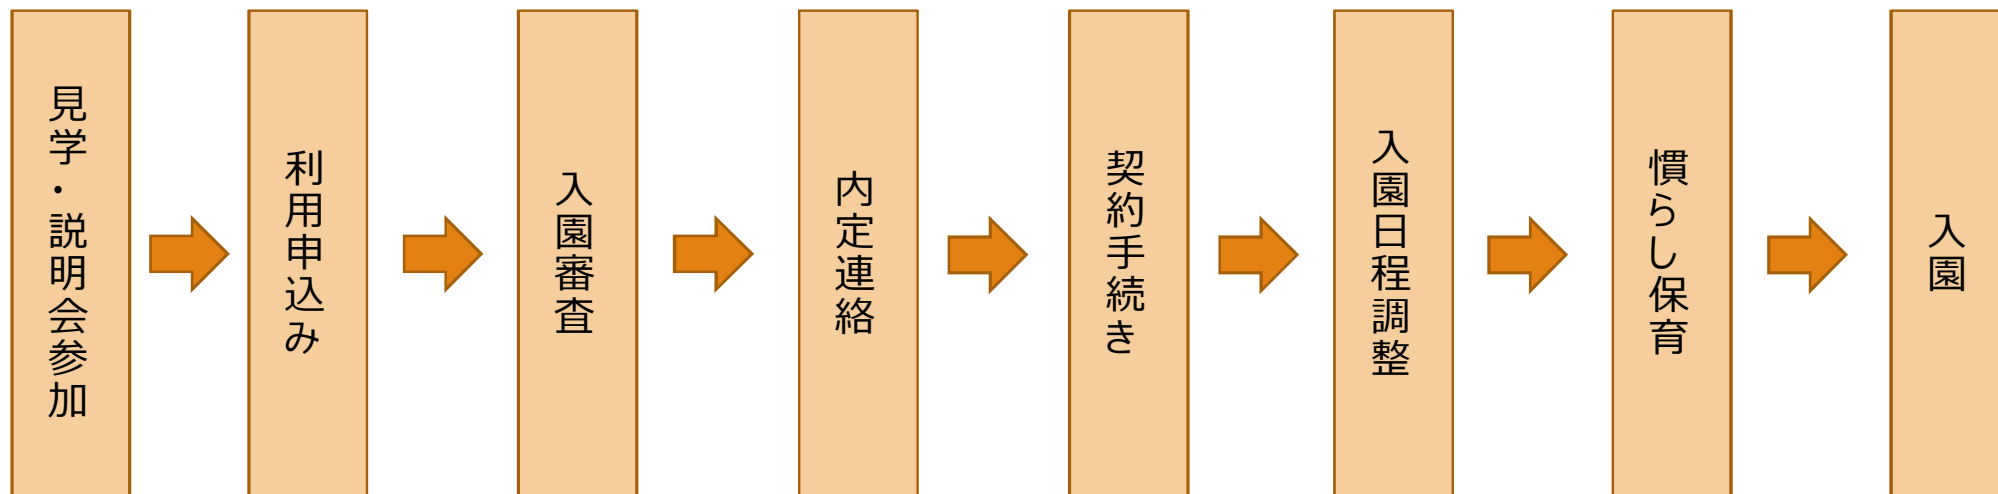 見学・説明会参加
利用申込み
入園審査
内定連絡
契約手続き
入園日程調整
慣らし保育
入園